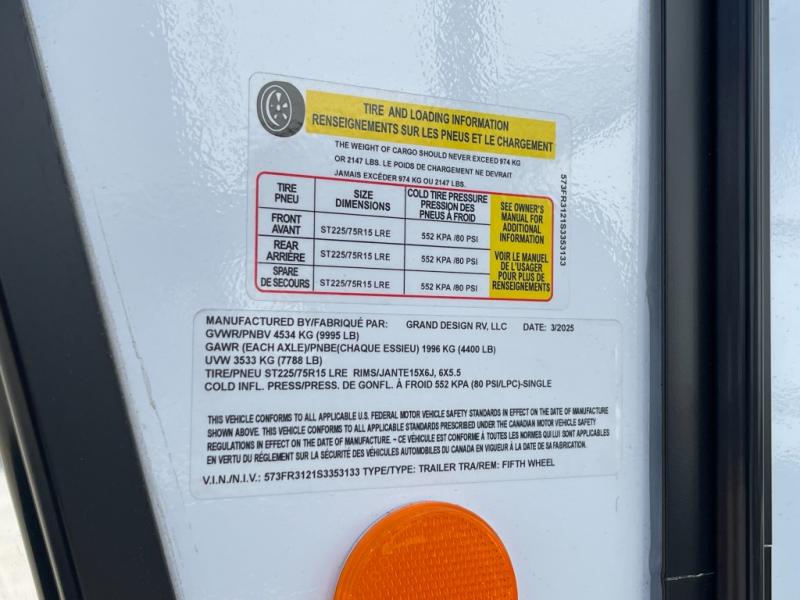 TIRE AND LOADING INFORMATION
RENSEIGNEMENTS SUR LES PNEUS ET LE CHARGEMENT
THE WEIGHT OF CARGO SHOULD NEVER EXCEED 974 KG
OR 2147 LBS. LE POIDS DE CHARGEMENT NE DEVRAIT
JAMAIS EXCÉDER 974 KG OU 2147 LBS.
TIRE
PNEU
SIZE
DIMENSIONS
COLD TIRE PRESSURE
PRESSION DES
PNEUS À FROID
FRONT
AVANT
ST225/75R15 LRE
552 KPA /80 PSI
REAR
ARRIÈRE
ST225/75R15 LRE
552 KPA /80 PSI
SPARE
DE SECOURS
ST225/75R15 LRE
552 KPA /80 PSI
SEE OWNER'S
MANUAL FOR
ADDITIONAL
INFORMATION
VOIR LE MANUEL
DE L'USAGER
POUR PLUS DE
RENSEIGNEMENTS
573FR3121S3353133
MANUFACTURED BY/FABRIQUÉ PAR: GRAND DESIGN RV, LLC DATE: 3/2025
GVWR/PNBV 4534 KG (9995 LB)
GAWR (EACH AXLE)/PNBE(CHAQUE ESSIEU) 1996 KG (4400 LB)
UVW 3533 KG (7788 LB)
TIRE/PNEU ST225/75R15 LRE RIMS/JANTE15X6J, 6X5.5
COLD INFL. PRESS/PRESS. DE GONFL. À FROID 552 KPA (80 PSI/LPC)-SINGLE
THIS VEHICLE CONFORMS TO ALL APPLICABLE U.S. FEDERAL MOTOR VEHICLE SAFETY STANDARDS IN EFFECT ON THE DATE OF MANUFACTURE
SHOWN ABOVE. THIS VEHICLE CONFORMS TO ALL APPLICABLE STANDARDS PRESCRIBED UNDER THE CANADIAN MOTOR VEHICLE SAFETY
REGULATIONS IN EFFECT ON THE DATE OF MANUFACTURE. - CE VÉHICULE EST CONFORME À TOUTES LES NORMES QUI LUI SONT APPLICABLES
EN VERTU DU RÈGLEMENT SUR LA SÉCURITÉ DES VÉHICULES AUTOMOBILES DU CANADA EN VIGUEUR À LA DATE DE SA FABRICATION.
V.I.N./N.I.V.: 573FR3121S3353133 TYPE/TYPE: TRAILER TRA/REM: FIFTH WHEEL